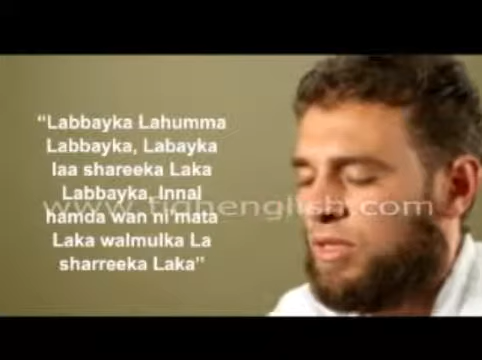 “Labbayka Lahumma
Labbayka, Labayka
laa shareeka Laka
Labbayka, Innal
hamda wan ni’mata
Laka walmulka La
sharreeka Laka”